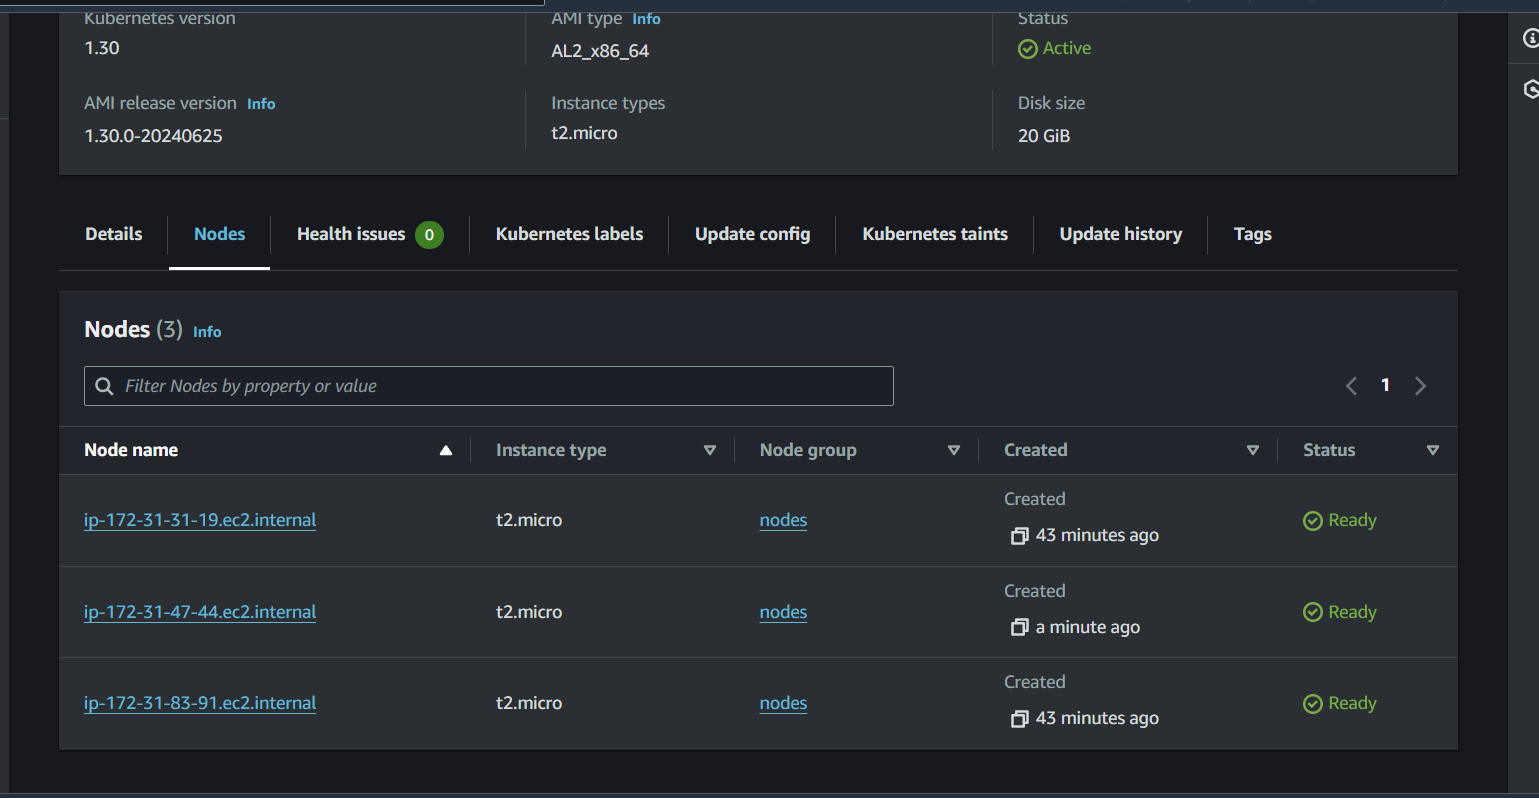 Kubernetes version
1.30
AMI type Info
AL2_x86_64
Status
Active
AMI release version Info
1.30.0-20240625
Instance types
t2.micro
Disk size
20 GiB
Details Nodes Health issues 0 Kubernetes labels Update config Kubernetes taints Update history Tags
Nodes (3) Info
Filter Nodes by property or value
1
Node name Instance type Node group Created Status
ip-172-31-31-19.ec2.internal t2.micro nodes Created 43 minutes ago Ready
ip-172-31-47-44.ec2.internal t2.micro nodes Created a minute ago Ready
ip-172-31-83-91.ec2.internal t2.micro nodes Created 43 minutes ago Ready